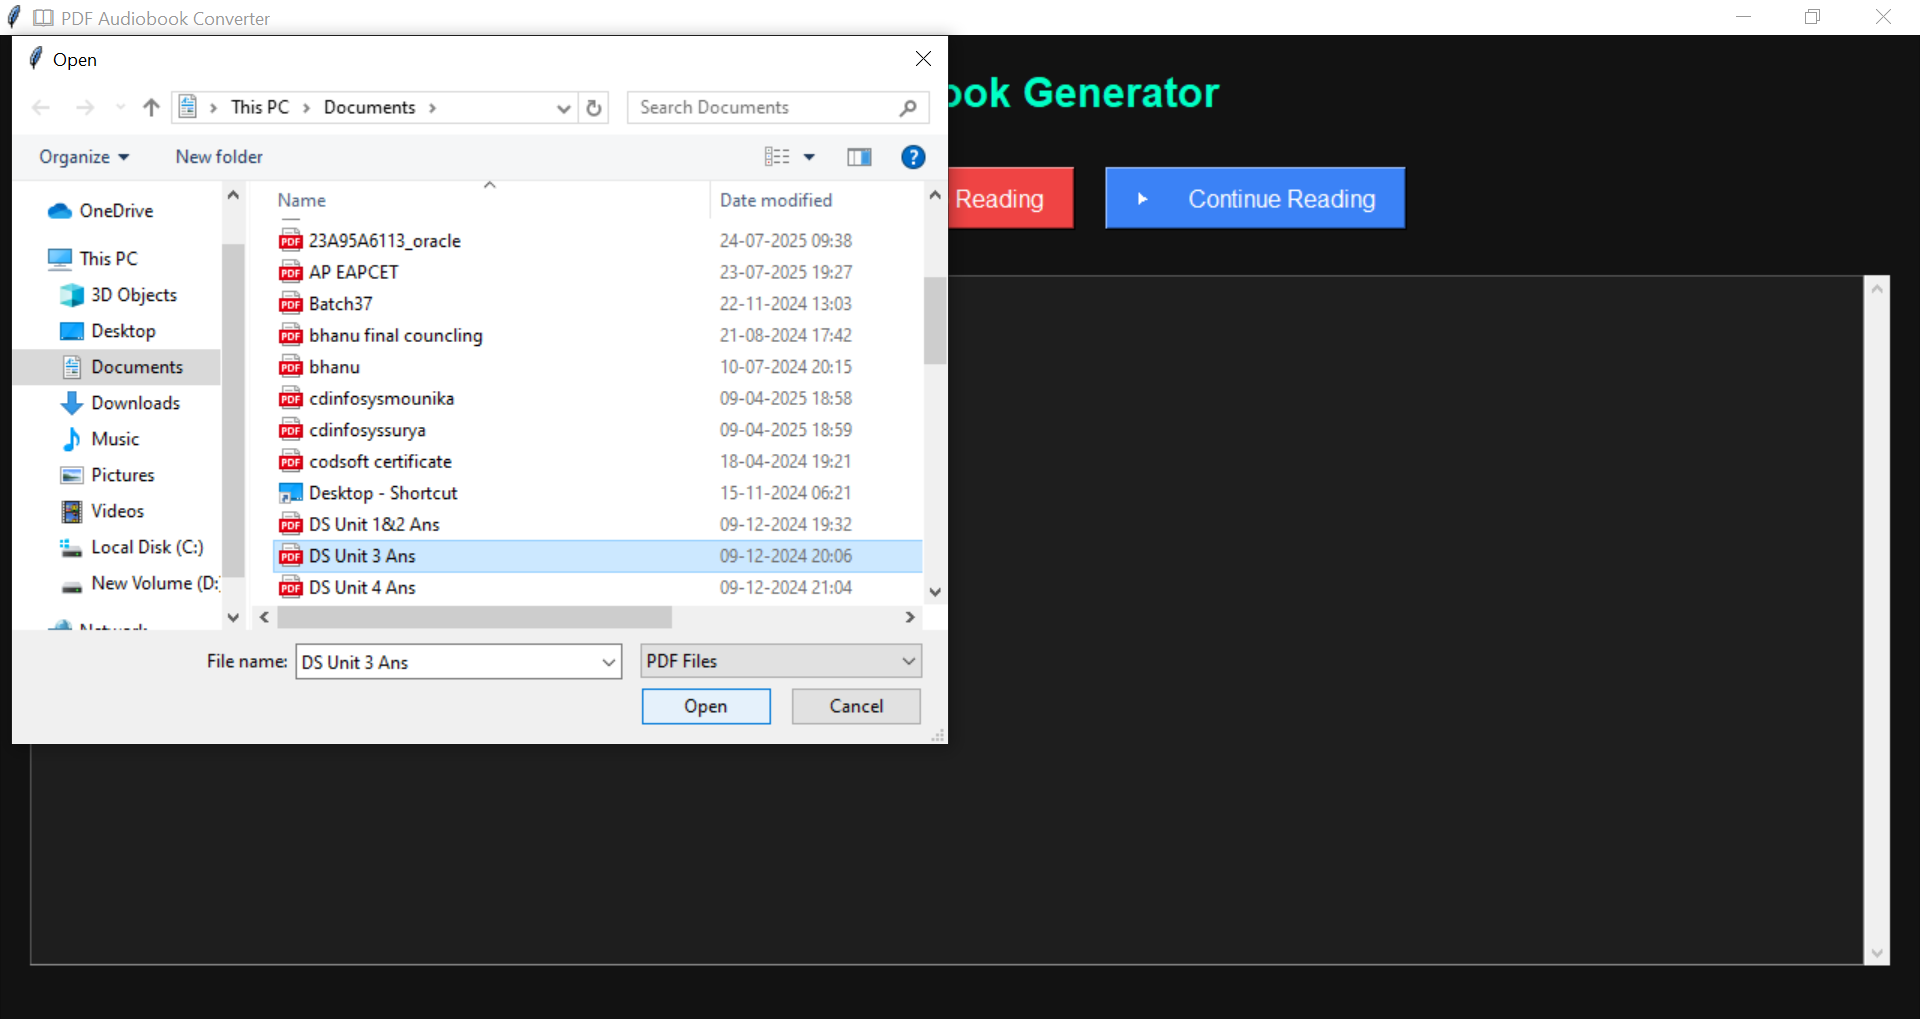 PDF Audiobook Converter
Open
ook Generator
This PC > Documents >
Search Documents
Organize
New folder
Reading
Continue Reading
OneDrive
This PC
3D Objects
Desktop
Documents
Downloads
Music
Pictures
Videos
Local Disk (C:)
New Volume (D:
Name Date modified
23A95A6113_oracle 24-07-2025 09:38
AP EAPCET 23-07-2025 19:27
Batch37 22-11-2024 13:03
bhanu final councling 21-08-2024 17:42
bhanu 10-07-2024 20:15
cdinfosysmounika 09-04-2025 18:58
cdinfosyssurya 09-04-2025 18:59
codsoft certificate 18-04-2024 19:21
Desktop - Shortcut 15-11-2024 06:21
DS Unit 1&2 Ans 09-12-2024 19:32
DS Unit 3 Ans 09-12-2024 20:06
DS Unit 4 Ans 09-12-2024 21:04
File name: DS Unit 3 Ans
PDF Files
Open
Cancel